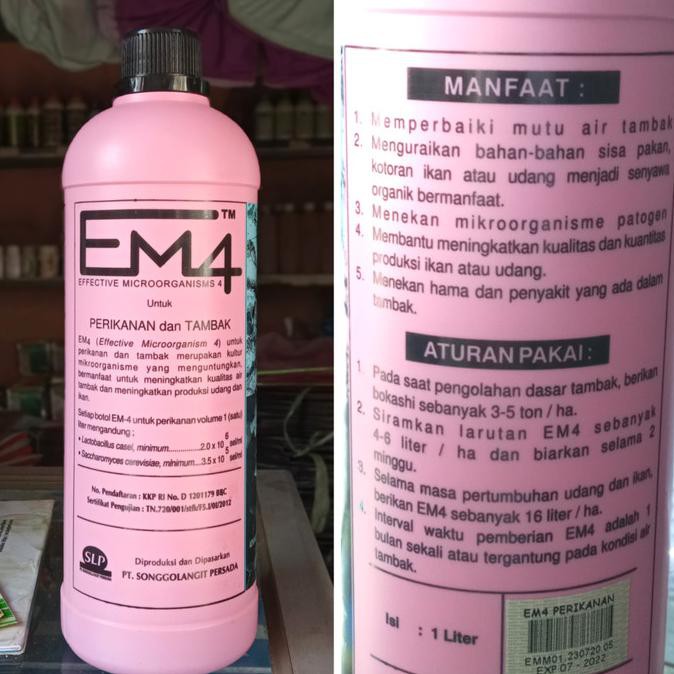 EM4™
EFFECTIVE MICROORGANISMS 4
Untuk
PERIKANAN dan TAMBAK
EM4 (Effective Microorganism 4) untuk
perikanan dan tambak merupakan kultur
mikroorganisme yang menguntungkan,
bermanfaat untuk meningkatkan kualitas air
tambak dan meningkatkan produksi udang dan
ikan.
Setiap botol EM-4 untuk perikanan volume 1 (satu)
liter mengandung ;
• Lactobacillus casei, minimum..............2.0 x 10⁶ sel/ml
• Saccharomyces cerevisiae, minimum...3.5 x 10⁵ sel/ml
No. Pendaftaran : KKP RI No. D 1201179 BBC
Sertifikat Pengujian : TN.720/001/stfk/F5.I/0I/2012
SLP
Diproduksi dan Dipasarkan
PT. SONGGOLANGIT PERSADA
MANFAAT :
1. Memperbaiki mutu air tambak
2. Menguraikan bahan-bahan sisa pakan,
kotoran ikan atau udang menjadi senyawa
organik bermanfaat.
3. Menekan mikroorganisme patogen
4. Membantu meningkatkan kualitas dan kuantitas
produksi ikan atau udang.
5. Menekan hama dan penyakit yang ada dalam
tambak.
ATURAN PAKAI :
1. Pada saat pengolahan dasar tambak, berikan
bokashi sebanyak 3-5 ton / ha.
2. Siramkan larutan EM4 sebanyak
4-6 liter / ha dan biarkan selama 2
minggu.
3. Selama masa pertumbuhan udang dan ikan,
berikan EM4 sebanyak 16 liter / ha.
4. Interval waktu pemberian EM4 adalah 1
bulan sekali atau tergantung pada kondisi air
tambak.
Isi : 1 Liter
EM4 PERIKANAN
EMM01.230720.05
EXP 07 - 2022